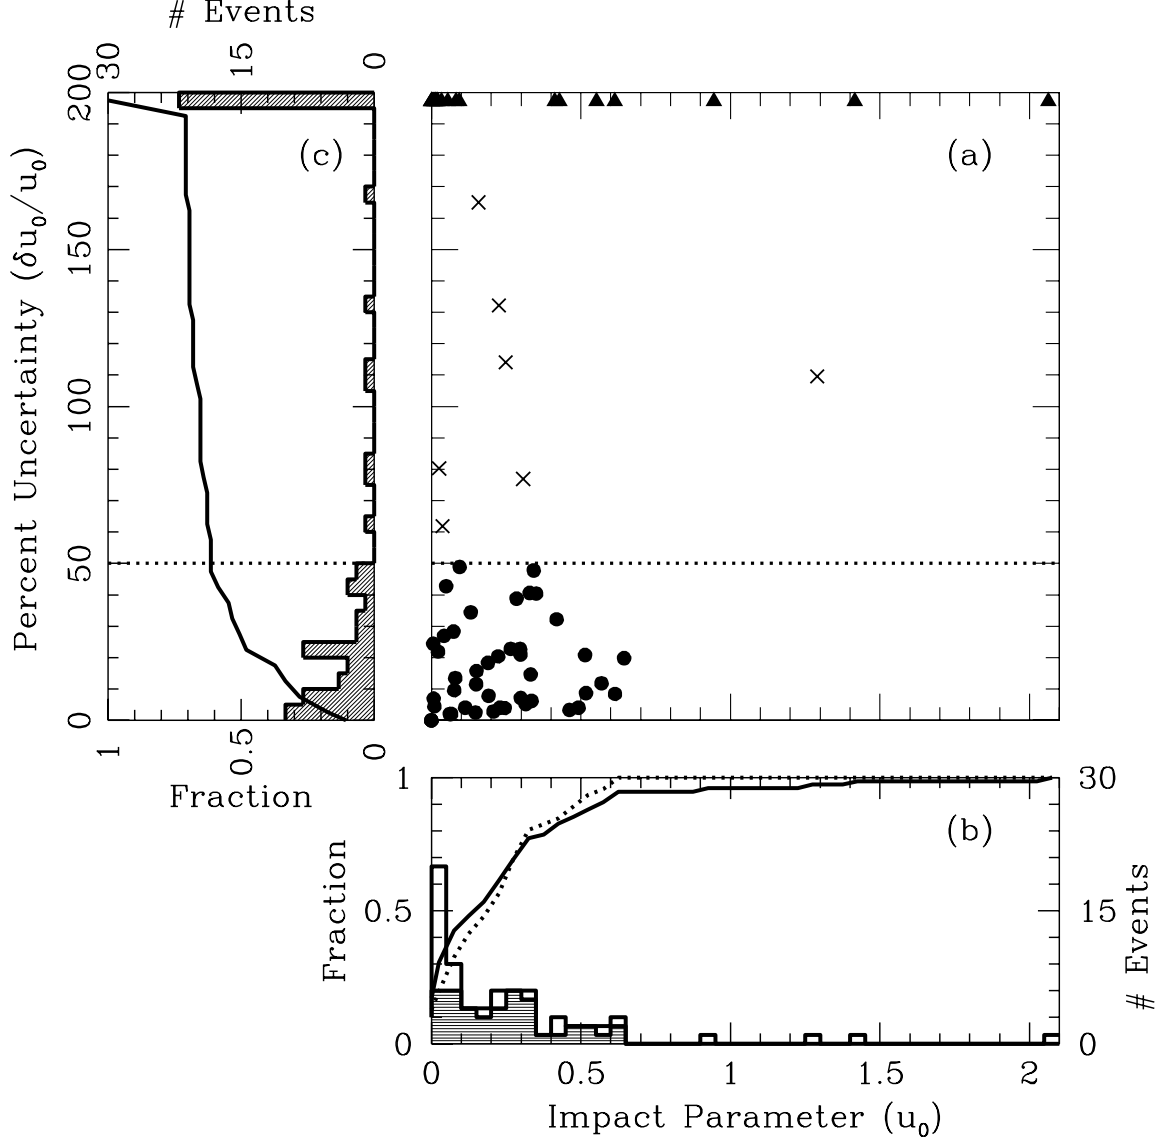 # Events
30 15 0
Percent Uncertainty (δu0/u0)
200
150
100
50
0
(c)
(a)
1 0.5 0
Fraction
Fraction
1
0.5
0
(b)
30
15
0
# Events
0 0.5 1 1.5 2
Impact Parameter (u0)